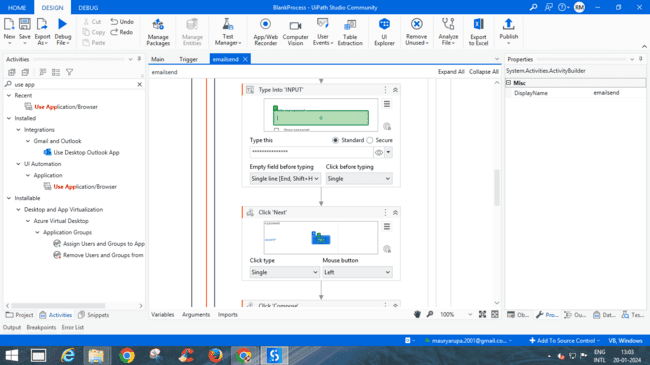 HOME DESIGN DEBUG BlankProcess - UiPath Studio Community RM
New Save Export As Debug File Cut Copy Paste Undo Redo Manage Packages Manage Entities Test Manager App/Web Recorder Computer Vision User Events Table Extraction UI Explorer Remove Unused Analyze File Export to Excel Publish
Activities
use app
Recent
Use Application/Browser
Installed
Integrations
Gmail and Outlook
Use Desktop Outlook App
UI Automation
Application
Use Application/Browser
Installable
Desktop and App Virtualization
Azure Virtual Desktop
Application Groups
Assign Users and Groups to App
Remove Users and Groups from
Project Activities Snippets
Main Trigger emailsend
emailsend Expand All Collapse All
Type Into 'INPUT'
Type this Standard Secure
***************
Empty field before typing Click before typing
Single line [End, Shift+H Single
Click 'Next'
Click type Mouse button
Single Left
Click 'Compose'
Variables Arguments Imports 100%
Properties
System.Activities.ActivityBuilder
Misc
DisplayName emailsend
Ob... Pro... Ou... Dat... Tes...
Output Breakpoints Error List
mauryarupa.2001@gmail.co... Add To Source Control VB, Windows
ENG 13:03
INTL 20-01-2024